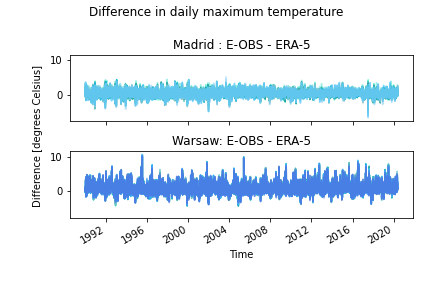 Difference in daily maximum temperature
Madrid : E-OBS - ERA-5
10
0
Warsaw: E-OBS - ERA-5
10
0
Difference [degrees Celsius]
1992 1996 2000 2004 2008 2012 2016 2020
Time